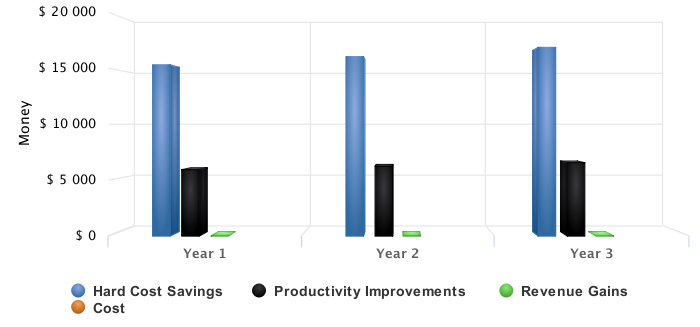 $ 20 000
$ 15 000
Money
$ 10 000
$ 5 000
$ 0
Year 1 Year 2 Year 3
Hard Cost Savings Productivity Improvements Revenue Gains
Cost